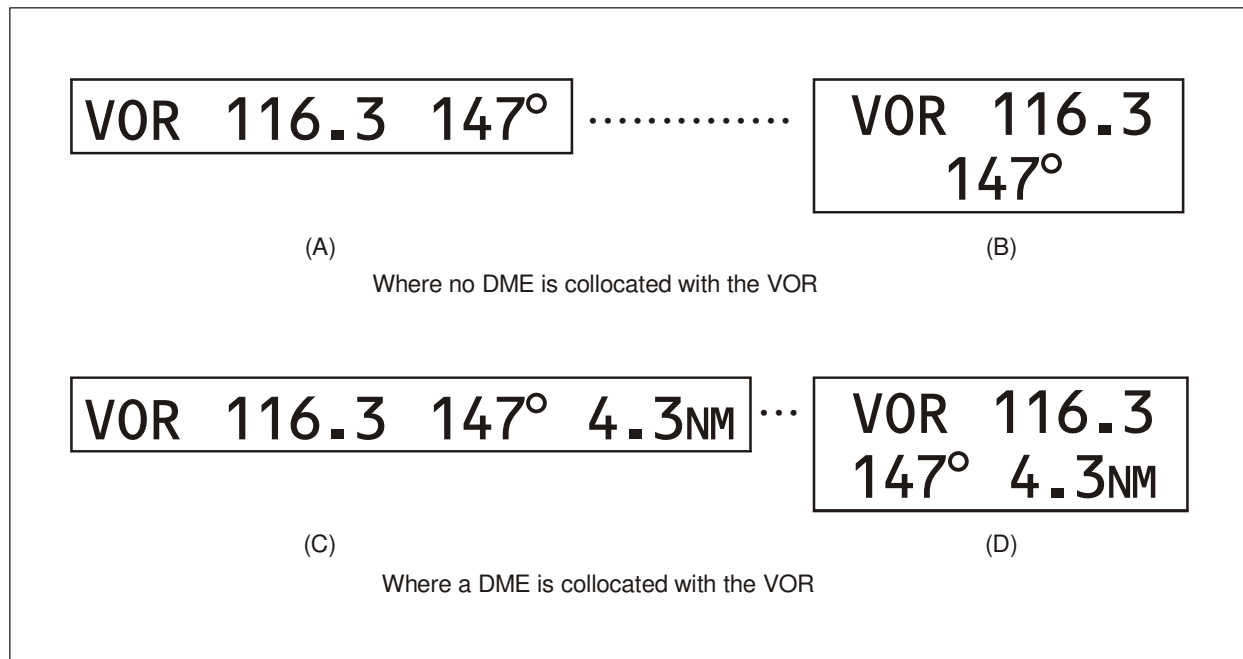 VOR 116.3 147°
VOR 116.3
147°
(A)
(B)
Where no DME is collocated with the VOR
VOR 116.3 147° 4.3NM
VOR 116.3
147° 4.3NM
(C)
(D)
Where a DME is collocated with the VOR